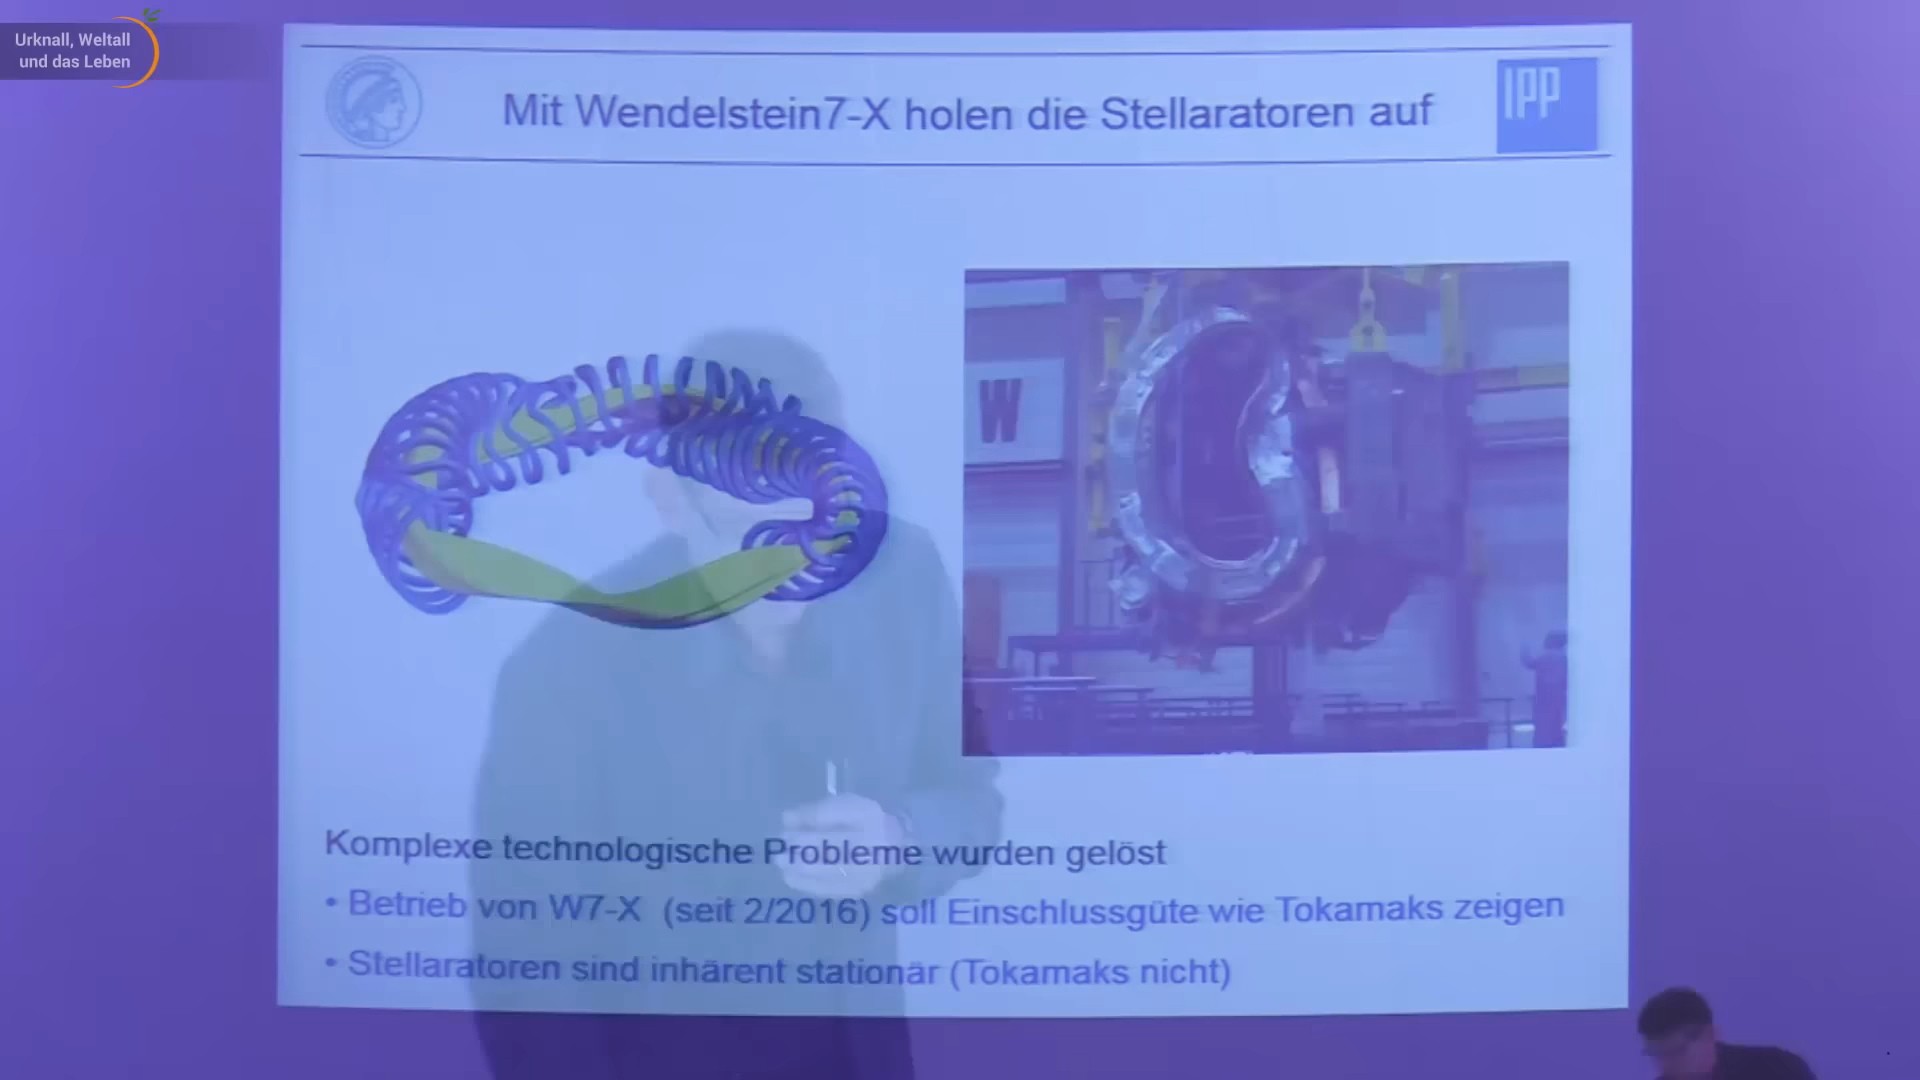 Urknall, Weltall
und das Leben
Mit Wendelstein7-X holen die Stellaratoren auf
IPP
W
Komplexe technologische Probleme wurden gelöst
• Betrieb von W7-X (seit 2/2016) soll Einschlussgüte wie Tokamaks zeigen
• Stellaratoren sind inhärent stationär (Tokamaks nicht)